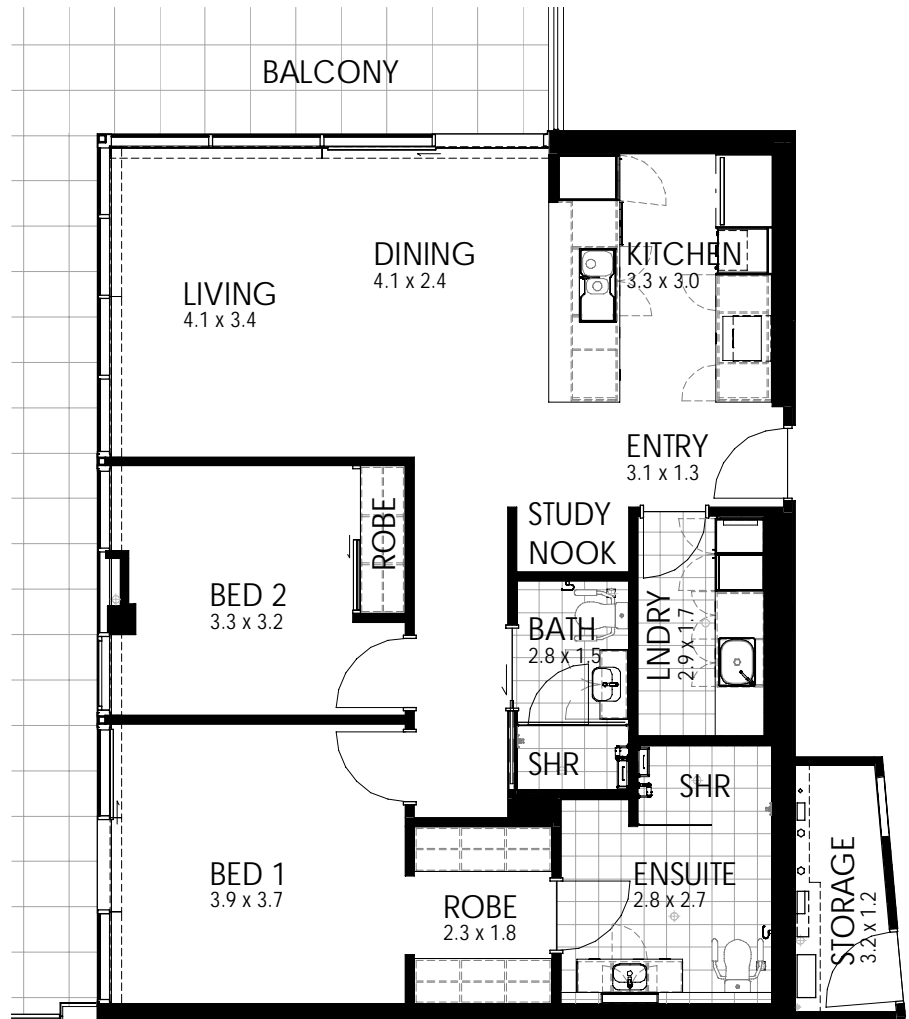 BALCONY
DINING
4.1 x 2.4
KITCHEN
3.3 x 3.0
LIVING
4.1 x 3.4
ENTRY
3.1 x 1.3
STUDY
NOOK
ROBE
BED 2
3.3 x 3.2
BATH
2.8 x 1.5
LNDRY
2.9 x 1.7
SHR
SHR
BED 1
3.9 x 3.7
ROBE
2.3 x 1.8
ENSUITE
2.8 x 2.7
STORAGE
3.2 x 1.2